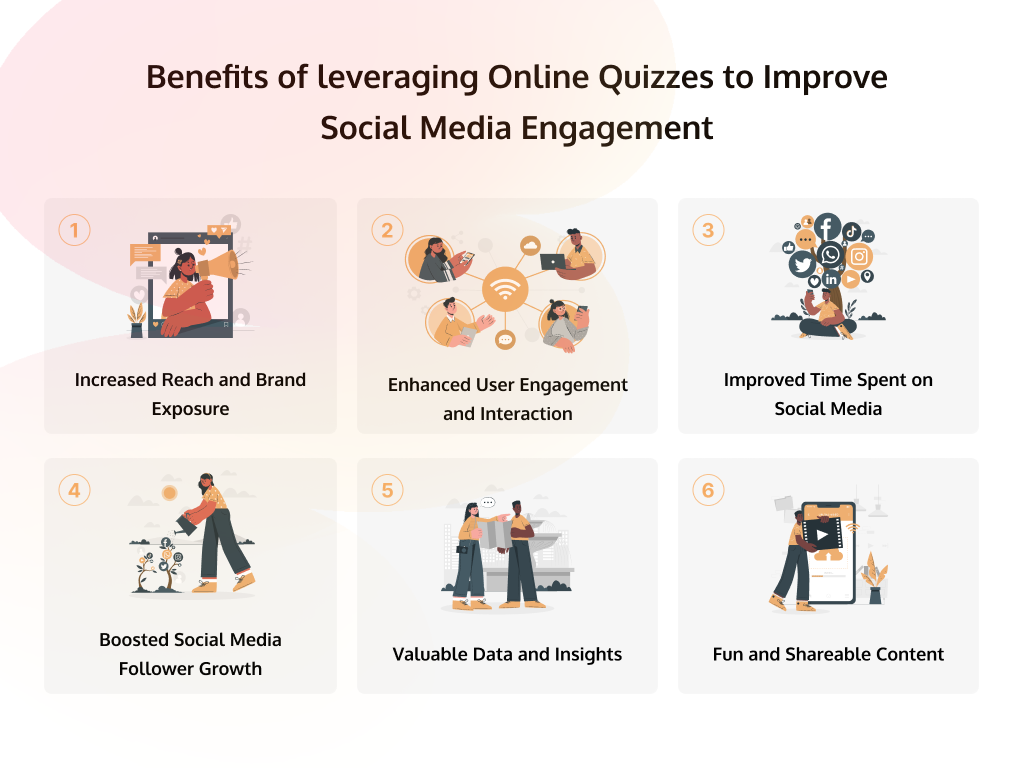 Benefits of leveraging Online Quizzes to Improve
Social Media Engagement
1
Increased Reach and Brand
Exposure
2
Enhanced User Engagement
and Interaction
3
Improved Time Spent on
Social Media
4
Boosted Social Media
Follower Growth
5
Valuable Data and Insights
6
Fun and Shareable Content